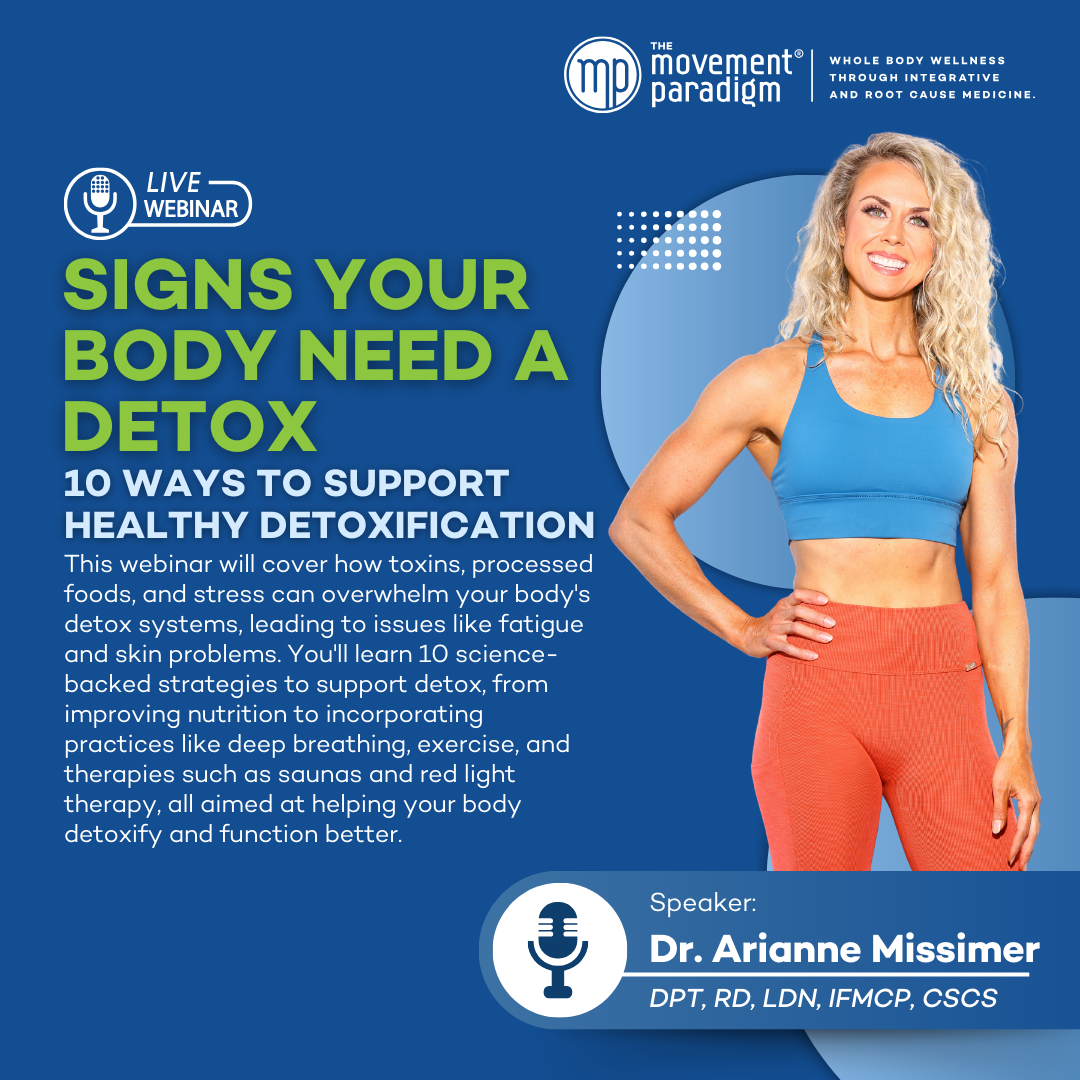 mp
THE
movement®
paradigm
WHOLE BODY WELLNESS
THROUGH INTEGRATIVE
AND ROOT CAUSE MEDICINE.
LIVE
WEBINAR
SIGNS YOUR
BODY NEED A
DETOX
10 WAYS TO SUPPORT
HEALTHY DETOXIFICATION
This webinar will cover how toxins, processed
foods, and stress can overwhelm your body's
detox systems, leading to issues like fatigue
and skin problems. You'll learn 10 science-
backed strategies to support detox, from
improving nutrition to incorporating
practices like deep breathing, exercise, and
therapies such as saunas and red light
therapy, all aimed at helping your body
detoxify and function better.
Speaker:
Dr. Arianne Missimer
DPT, RD, LDN, IFMCP, CSCS